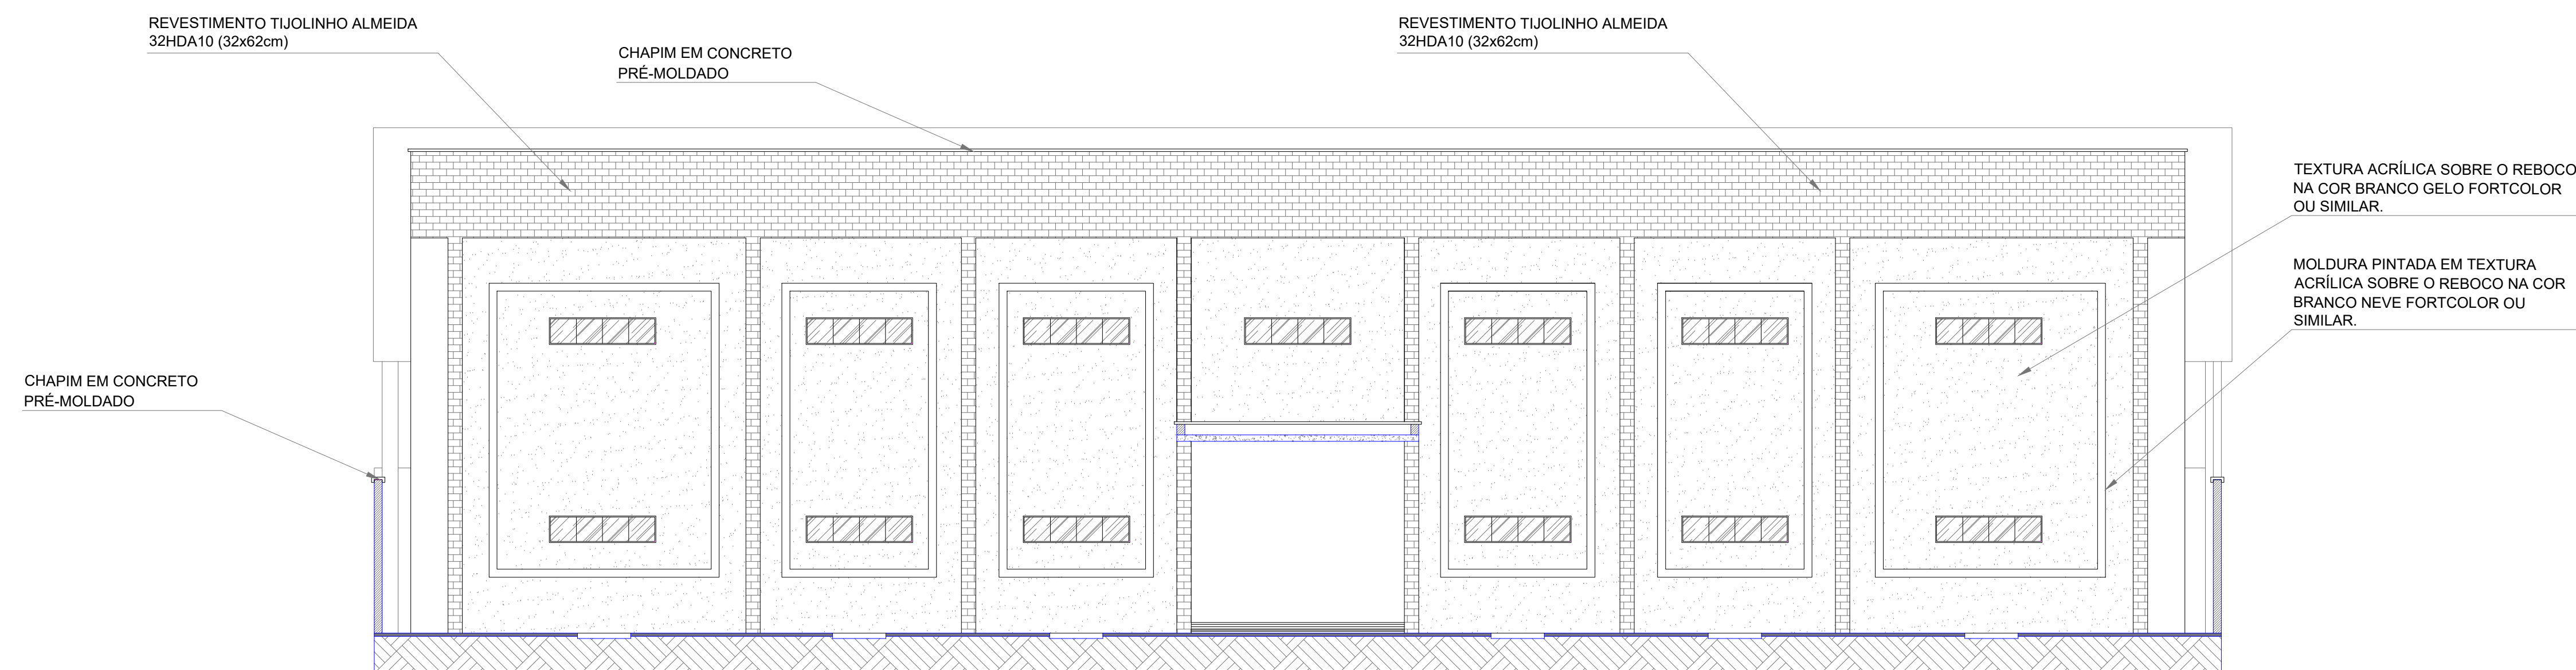 REVESTIMENTO TIJOLINHO ALMEIDA
32HDA10 (32x62cm)
CHAPIM EM CONCRETO
PRÉ-MOLDADO
REVESTIMENTO TIJOLINHO ALMEIDA
32HDA10 (32x62cm)
TEXTURA ACRÍLICA SOBRE O REBOCO
NA COR BRANCO GELO FORTCOLOR
OU SIMILAR.
MOLDURA PINTADA EM TEXTURA
ACRÍLICA SOBRE O REBOCO NA COR
BRANCO NEVE FORTCOLOR OU
SIMILAR.
CHAPIM EM CONCRETO
PRÉ-MOLDADO